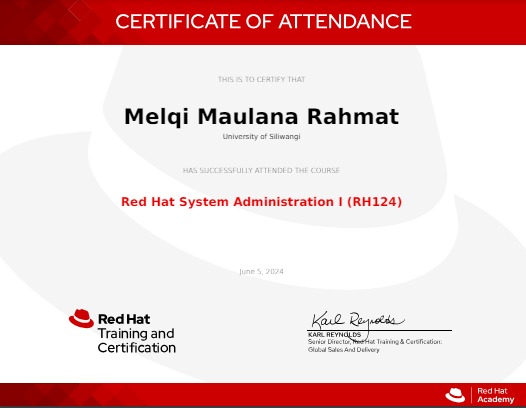 CERTIFICATE OF ATTENDANCE
THIS IS TO CERTIFY THAT
Melqi Maulana Rahmat
University of Siliwangi
HAS SUCCESSFULLY ATTENDED THE COURSE
Red Hat System Administration I (RH124)
June 5, 2024
Red Hat
Training and
Certification
Karl Reynolds
KARL REYNOLDS
Senior Director, Red Hat Training & Certification:
Global Sales And Delivery
Red Hat
Academy